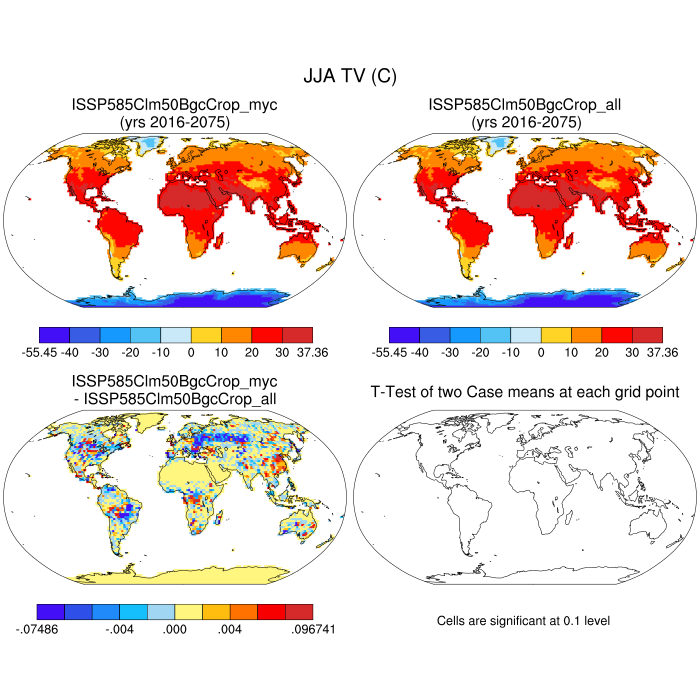 JJA TV (C)
ISSP585Clm50BgcCrop_myc
(yrs 2016-2075)
ISSP585Clm50BgcCrop_all
(yrs 2016-2075)
-55.45 -40 -30 -20 -10 0 10 20 30 37.36
-55.45 -40 -30 -20 -10 0 10 20 30 37.36
ISSP585Clm50BgcCrop_myc
- ISSP585Clm50BgcCrop_all
T-Test of two Case means at each grid point
-.07486 -.004 .000 .004 .096741
Cells are significant at 0.1 level